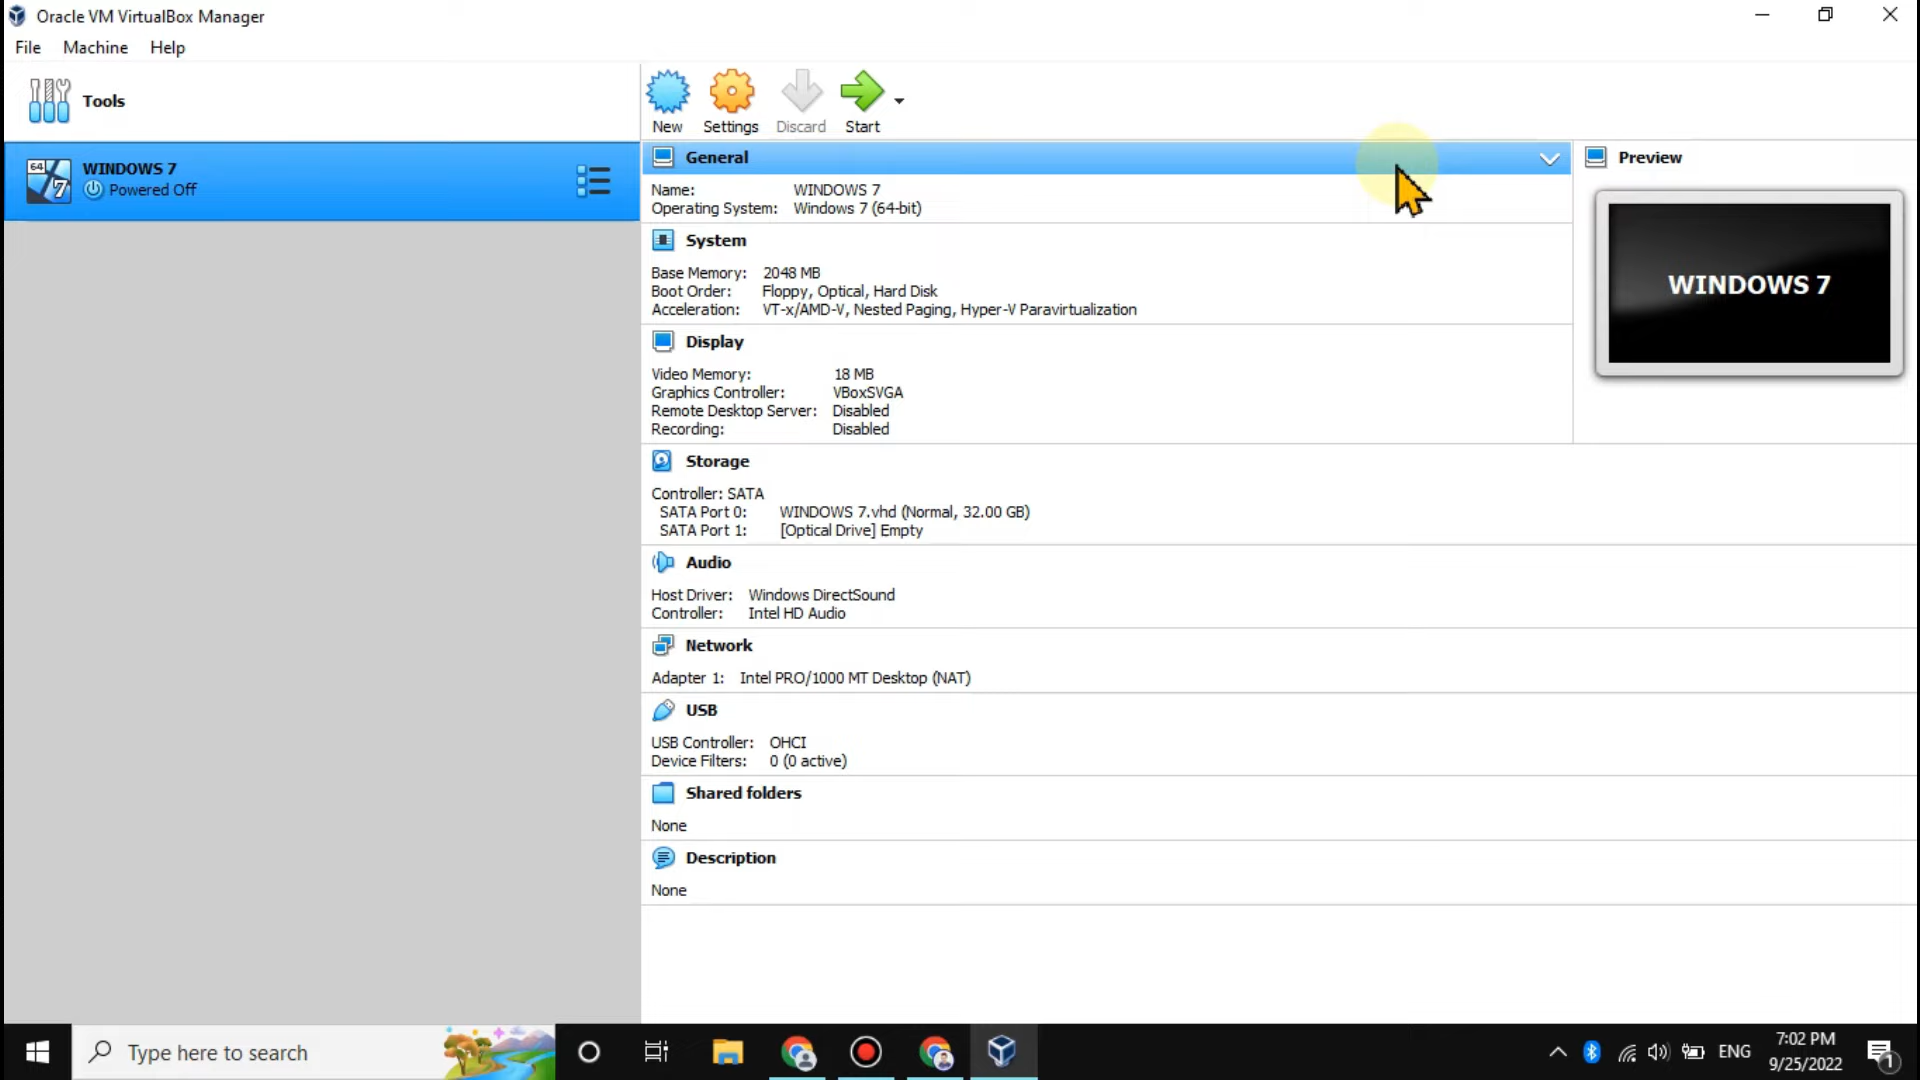 Oracle VM VirtualBox Manager
File Machine Help
Tools
New Settings Discard Start
64 7 WINDOWS 7
Powered Off
General
Name: WINDOWS 7
Operating System: Windows 7 (64-bit)
System
Base Memory: 2048 MB
Boot Order: Floppy, Optical, Hard Disk
Acceleration: VT-x/AMD-V, Nested Paging, Hyper-V Paravirtualization
Display
Video Memory: 18 MB
Graphics Controller: VBoxSVGA
Remote Desktop Server: Disabled
Recording: Disabled
Preview
WINDOWS 7
Storage
Controller: SATA
SATA Port 0: WINDOWS 7.vhd (Normal, 32.00 GB)
SATA Port 1: [Optical Drive] Empty
Audio
Host Driver: Windows DirectSound
Controller: Intel HD Audio
Network
Adapter 1: Intel PRO/1000 MT Desktop (NAT)
USB
USB Controller: OHCI
Device Filters: 0 (0 active)
Shared folders
None
Description
None
Type here to search
ENG
7:02 PM
9/25/2022
1